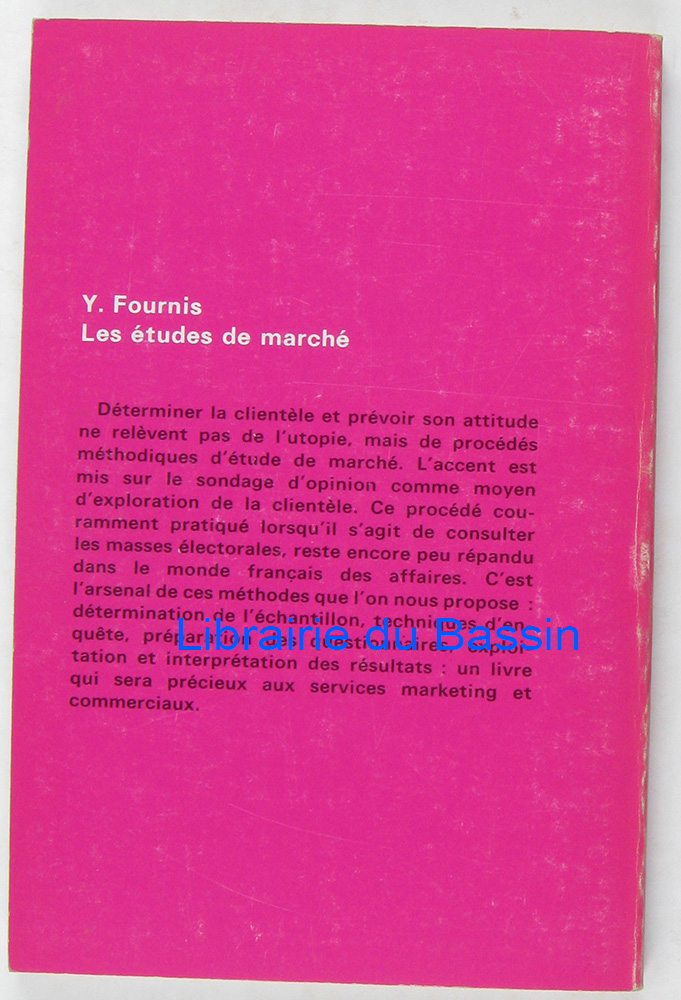 Y. Fournis
Les études de marché
Déterminer la clientèle et prévoir son attitude
ne relèvent pas de l'utopie, mais de procédés
méthodiques d'étude de marché. L'accent est
mis sur le sondage d'opinion comme moyen
d'exploration de la clientèle. Ce procédé cou-
ramment pratiqué lorsqu'il s'agit de consulter
les masses électorales, reste encore peu répandu
dans le monde français des affaires. C'est
l'arsenal de ces méthodes que l'on nous propose :
détermination de l'échantillon, techniques d'en-
quête, préparation des questionnaires, exploi-
tation et interprétation des résultats : un livre
qui sera précieux aux services marketing et
commerciaux.
Librairie du Bassin